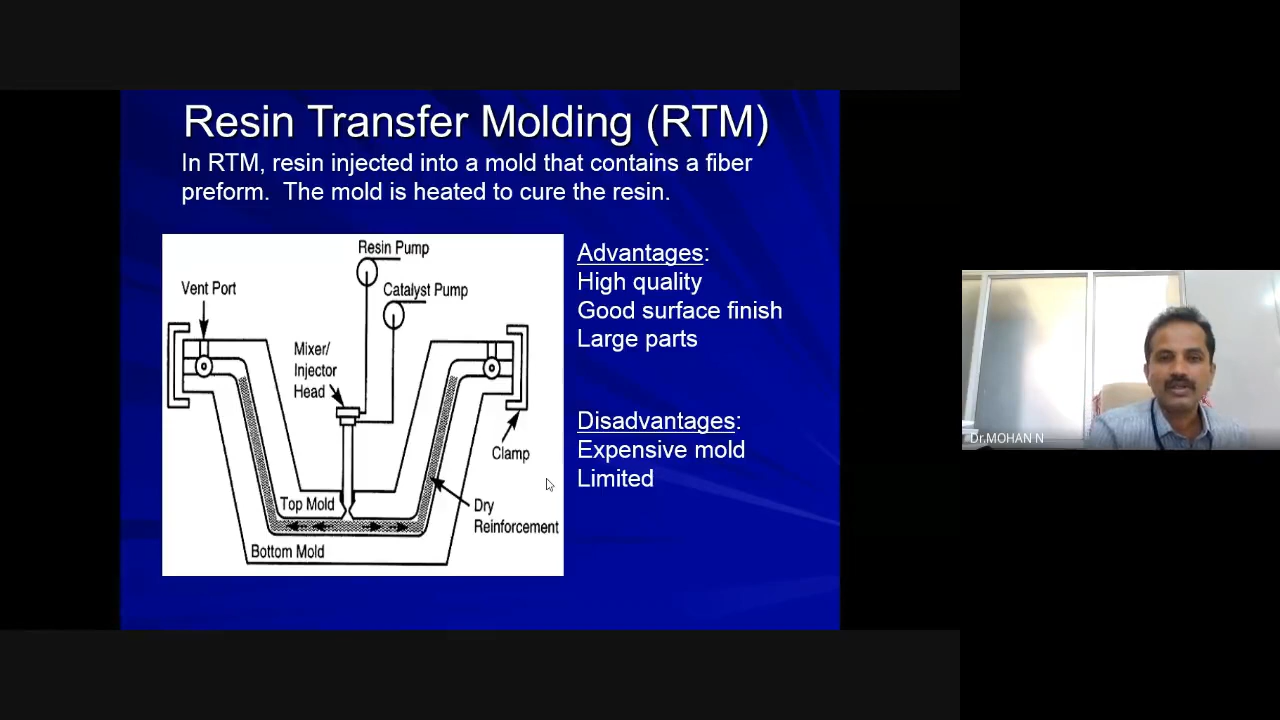 Resin Transfer Molding (RTM)
In RTM, resin injected into a mold that contains a fiber
preform.  The mold is heated to cure the resin.
Resin Pump
Vent Port
Catalyst Pump
Mixer/
Injector
Head
Clamp
Top Mold
Dry
Reinforcement
Bottom Mold
Advantages:
High quality
Good surface finish
Large parts
Disadvantages:
Expensive mold
Limited
Dr.MOHAN N